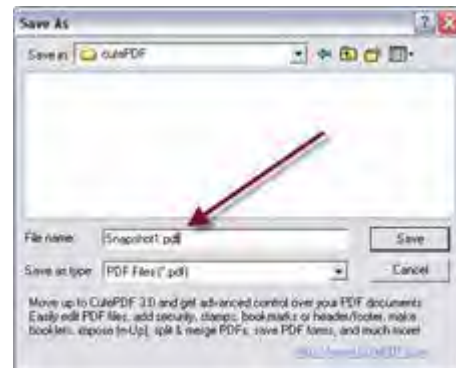 Save As
Save in: cutePDF
File name: Snapshot1.pdf Save
Save as type: PDF Files (*.pdf) Cancel
Move up to CutePDF 3.0 and get advanced control over your PDF documents
Easily edit PDF files, add security, stamps, bookmarks or header/footer, make
booklets, impose (n-Up), split & merge PDFs, save PDF forms, and much more!